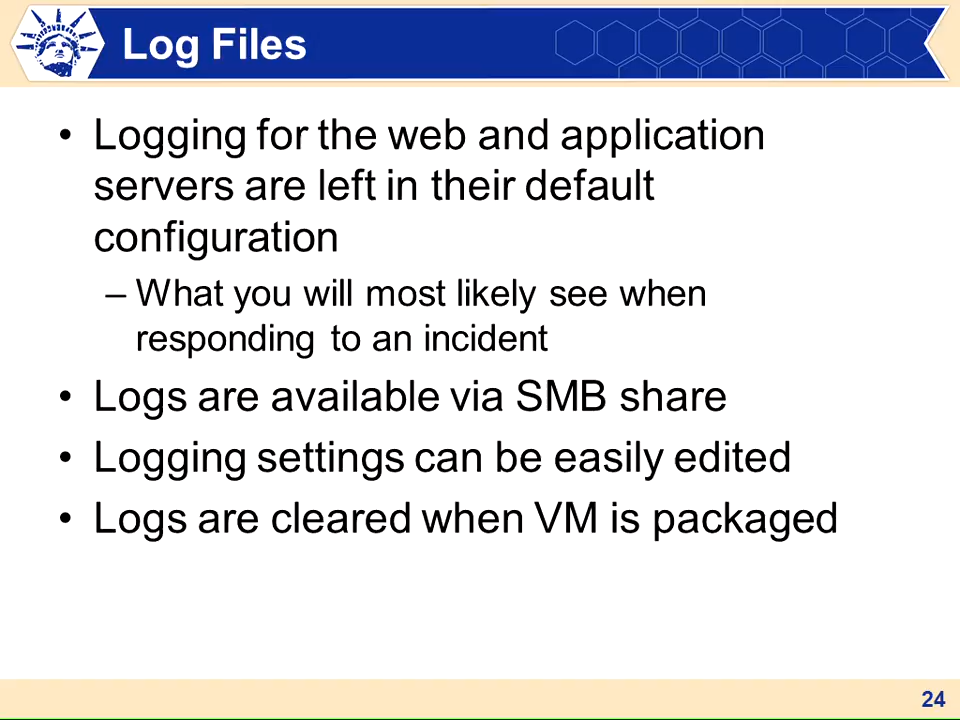 Log Files
• Logging for the web and application
servers are left in their default
configuration
– What you will most likely see when
responding to an incident
• Logs are available via SMB share
• Logging settings can be easily edited
• Logs are cleared when VM is packaged
24